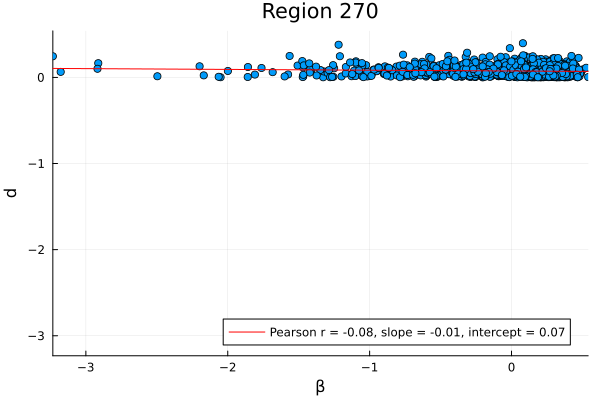 Region 270
d
0
−1
−2
−3
Pearson r = -0.08, slope = -0.01, intercept = 0.07
−3 −2 −1 0
β